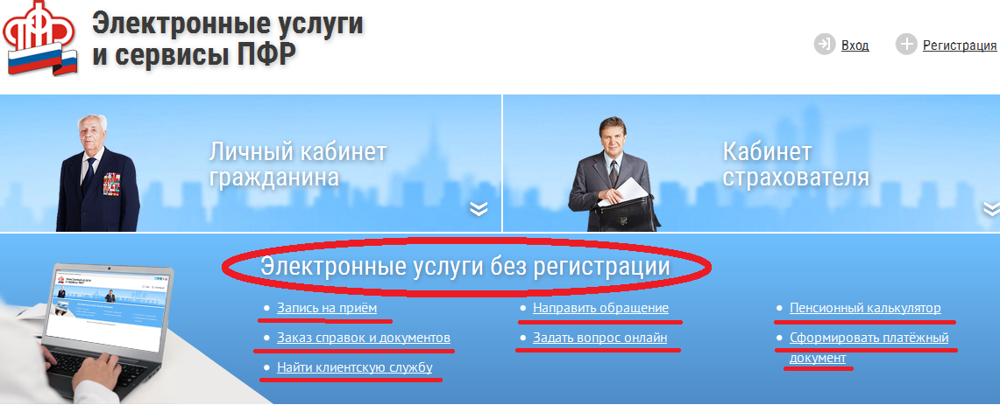 Электронные услуги
и сервисы ПФР
Вход
Регистрация
Личный кабинет
гражданина
Кабинет
страхователя
Электронные услуги без регистрации
Запись на приём
Заказ справок и документов
Найти клиентскую службу
Направить обращение
Задать вопрос онлайн
Пенсионный калькулятор
Сформировать платёжный
документ